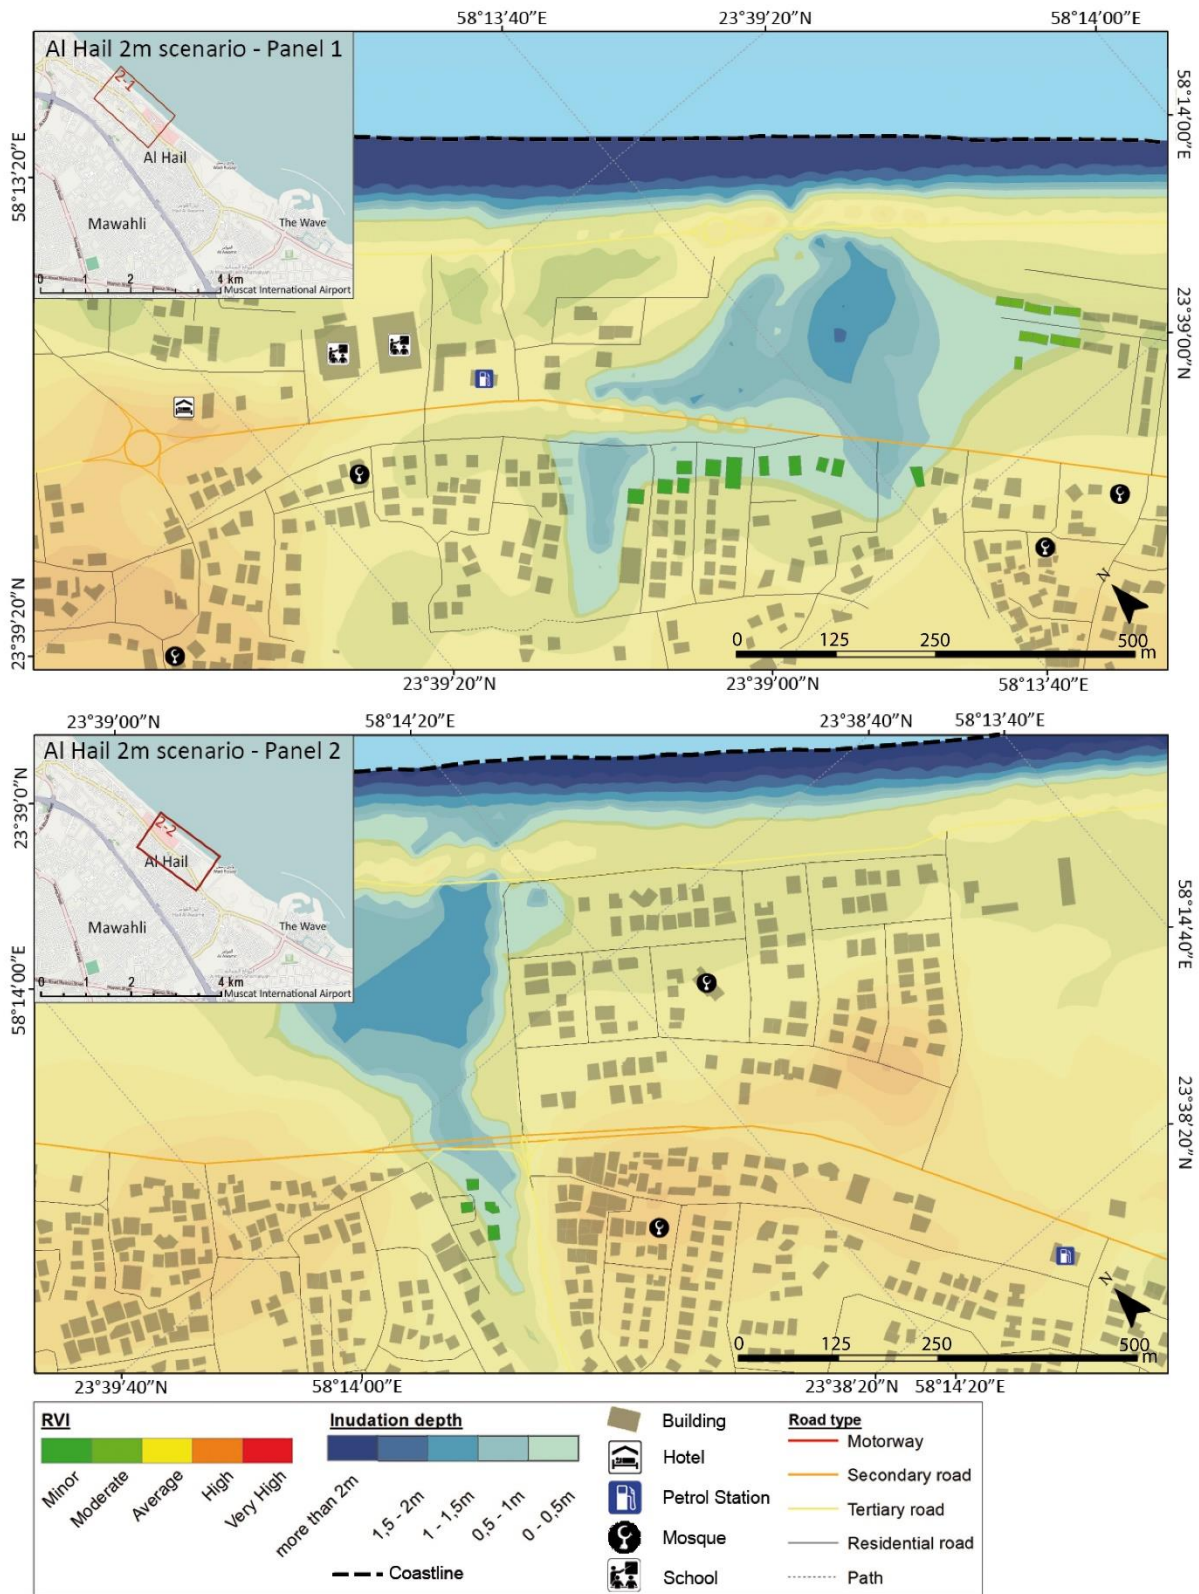 58°13’40”E
23°39’20”N
58°14’00”E
Al Hail 2m scenario - Panel 1
2-1
Al Hail
Mawahli
The Wave
0 1 2 4 km
Muscat International Airport
58°13’20”E
58°14’00”E
23°39’00”N
23°39’20”N
N
0 125 250 500 m
23°39’20”N
23°39’00”N
58°13’40”E
23°39’00”N
58°14’20”E
23°38’40”N
58°13’40”E
Al Hail 2m scenario - Panel 2
2-2
Al Hail
Mawahli
The Wave
0 1 2 4 km
Muscat International Airport
23°39’0”N
58°14’00”E
58°14’40”E
23°38’20”N
N
0 125 250 500 m
23°39’40”N
58°14’00”E
23°38’20”N
58°14’20”E
RVI
Minor
Moderate
Average
High
Very High
Inudation depth
more than 2m
1,5 - 2m
1 - 1,5m
0,5 - 1m
0 - 0,5m
Coastline
Building
Hotel
Petrol Station
Mosque
School
Road type
Motorway
Secondary road
Tertiary road
Residential road
Path